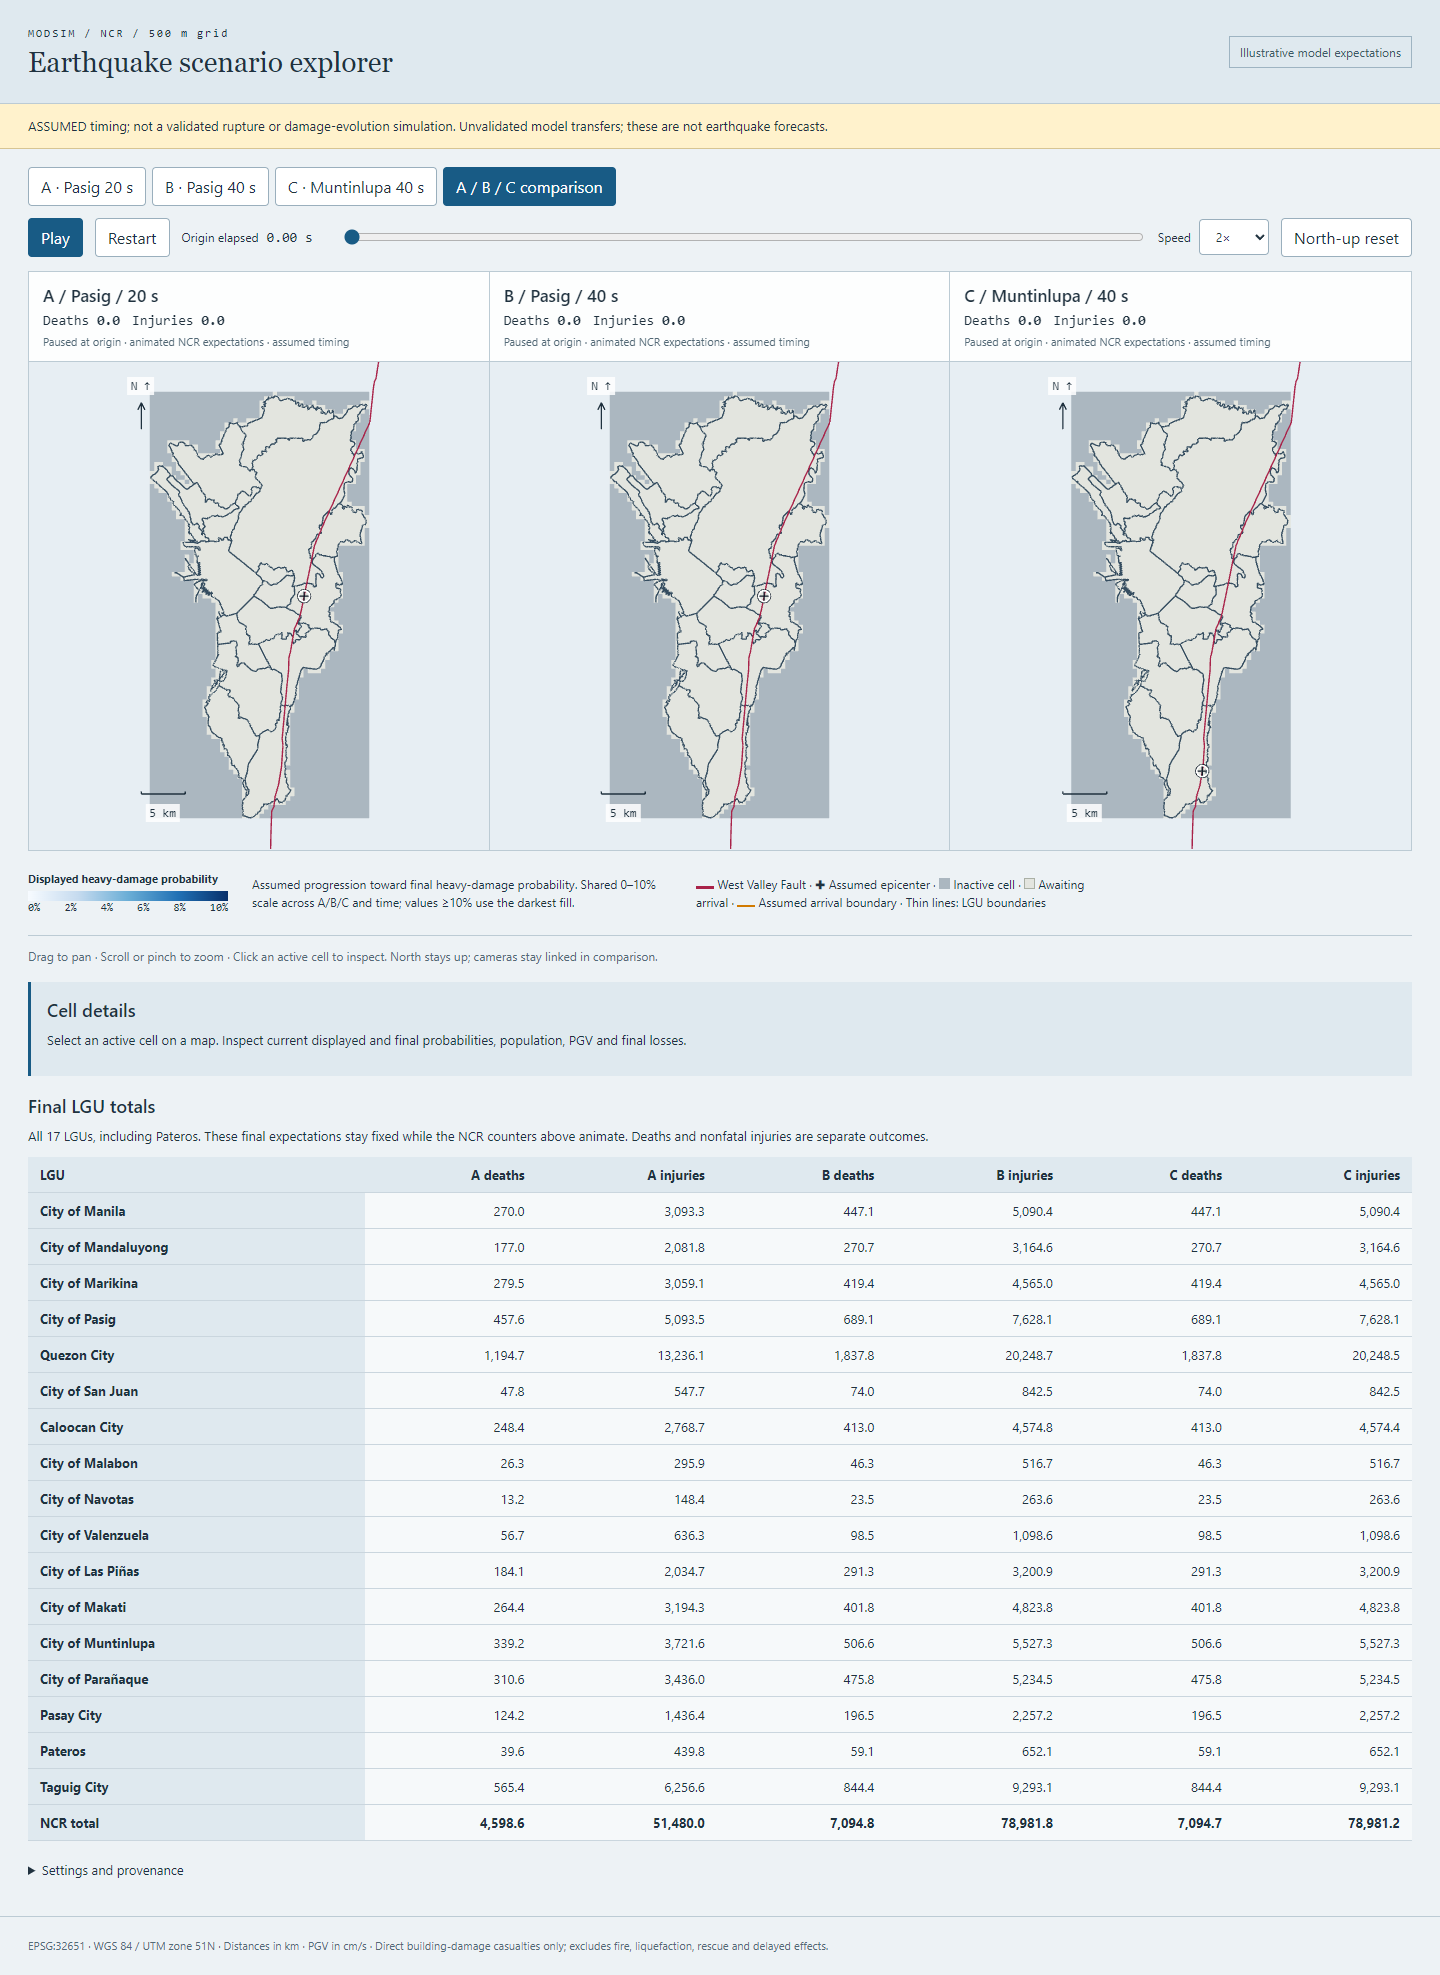 MODSIM / NCR / 500 m grid
Earthquake scenario explorer
Illustrative model expectations
ASSUMED timing; not a validated rupture or damage-evolution simulation. Unvalidated model transfers; these are not earthquake forecasts.
A · Pasig 20 s
B · Pasig 40 s
C · Muntinlupa 40 s
A / B / C comparison
Play
Restart
Origin elapsed 0.00 s
Speed
2×
North-up reset
A / Pasig / 20 s
Deaths 0.0 Injuries 0.0
Paused at origin · animated NCR expectations · assumed timing
B / Pasig / 40 s
Deaths 0.0 Injuries 0.0
Paused at origin · animated NCR expectations · assumed timing
C / Muntinlupa / 40 s
Deaths 0.0 Injuries 0.0
Paused at origin · animated NCR expectations · assumed timing
N ↑
5 km
N ↑
5 km
N ↑
5 km
Displayed heavy-damage probability
0% 2% 4% 6% 8% 10%
Assumed progression toward final heavy-damage probability. Shared 0–10%
scale across A/B/C and time; values ≥10% use the darkest fill.
West Valley Fault · ✚ Assumed epicenter · Inactive cell · Awaiting
arrival · Assumed arrival boundary · Thin lines: LGU boundaries
Drag to pan · Scroll or pinch to zoom · Click an active cell to inspect. North stays up; cameras stay linked in comparison.
Cell details
Select an active cell on a map. Inspect current displayed and final probabilities, population, PGV and final losses.
Final LGU totals
All 17 LGUs, including Pateros. These final expectations stay fixed while the NCR counters above animate. Deaths and nonfatal injuries are separate outcomes.
LGU A deaths A injuries B deaths B injuries C deaths C injuries
City of Manila 270.0 3,093.3 447.1 5,090.4 447.1 5,090.4
City of Mandaluyong 177.0 2,081.8 270.7 3,164.6 270.7 3,164.6
City of Marikina 279.5 3,059.1 419.4 4,565.0 419.4 4,565.0
City of Pasig 457.6 5,093.5 689.1 7,628.1 689.1 7,628.1
Quezon City 1,194.7 13,236.1 1,837.8 20,248.7 1,837.8 20,248.5
City of San Juan 47.8 547.7 74.0 842.5 74.0 842.5
Caloocan City 248.4 2,768.7 413.0 4,574.8 413.0 4,574.4
City of Malabon 26.3 295.9 46.3 516.7 46.3 516.7
City of Navotas 13.2 148.4 23.5 263.6 23.5 263.6
City of Valenzuela 56.7 636.3 98.5 1,098.6 98.5 1,098.6
City of Las Piñas 184.1 2,034.7 291.3 3,200.9 291.3 3,200.9
City of Makati 264.4 3,194.3 401.8 4,823.8 401.8 4,823.8
City of Muntinlupa 339.2 3,721.6 506.6 5,527.3 506.6 5,527.3
City of Parañaque 310.6 3,436.0 475.8 5,234.5 475.8 5,234.5
Pasay City 124.2 1,436.4 196.5 2,257.2 196.5 2,257.2
Pateros 39.6 439.8 59.1 652.1 59.1 652.1
Taguig City 565.4 6,256.6 844.4 9,293.1 844.4 9,293.1
NCR total 4,598.6 51,480.0 7,094.8 78,981.8 7,094.7 78,981.2
▶ Settings and provenance
EPSG:32651 · WGS 84 / UTM zone 51N · Distances in km · PGV in cm/s · Direct building-damage casualties only; excludes fire, liquefaction, rescue and delayed effects.